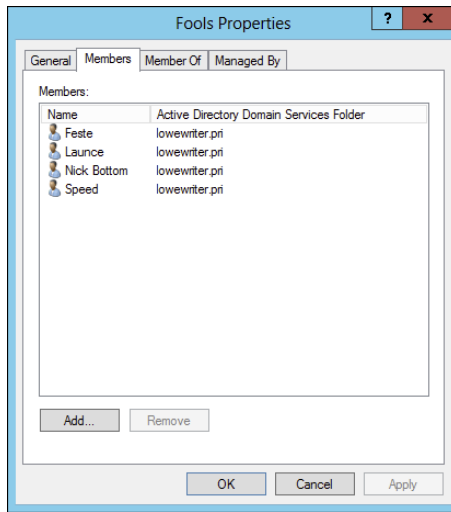 Fools Properties
? x
General Members Member Of Managed By
Members:
Name Active Directory Domain Services Folder
Feste lowewriter.pri
Launce lowewriter.pri
Nick Bottom lowewriter.pri
Speed lowewriter.pri
Add... Remove
OK Cancel Apply